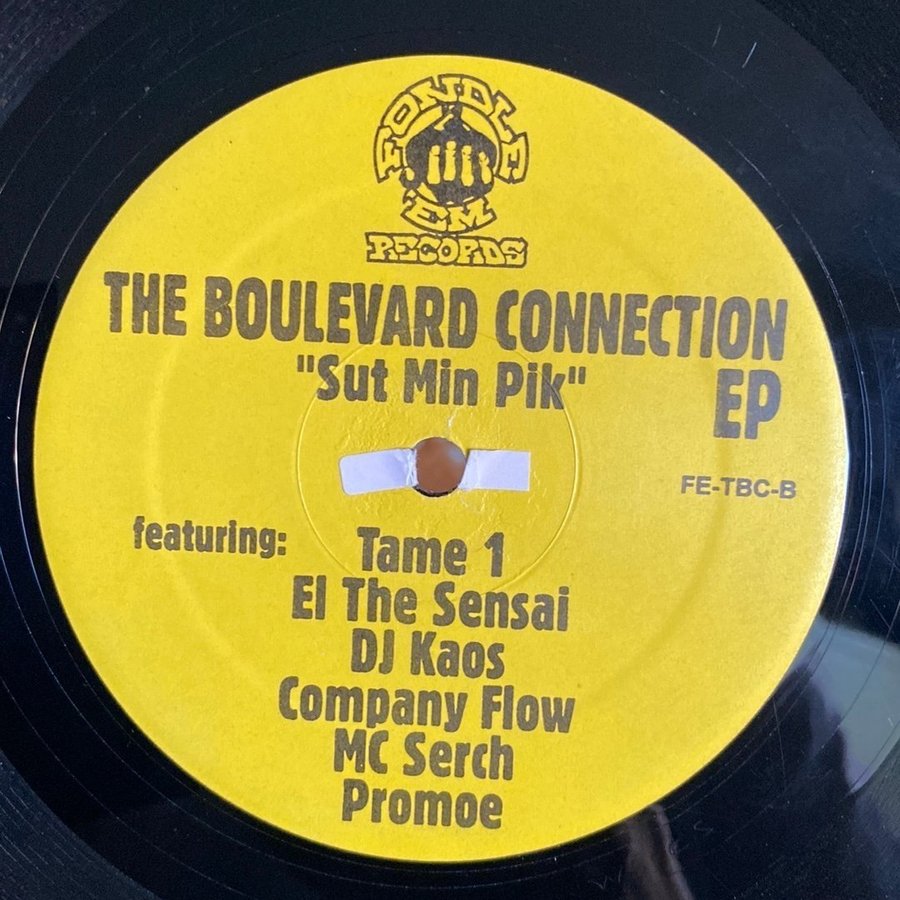 FONDLE
'EM
RECORDS
THE BOULEVARD CONNECTION
"Sut Min Pik" EP
FE-TBC-B
featuring: Tame 1
El The Sensai
DJ Kaos
Company Flow
MC Serch
Promoe